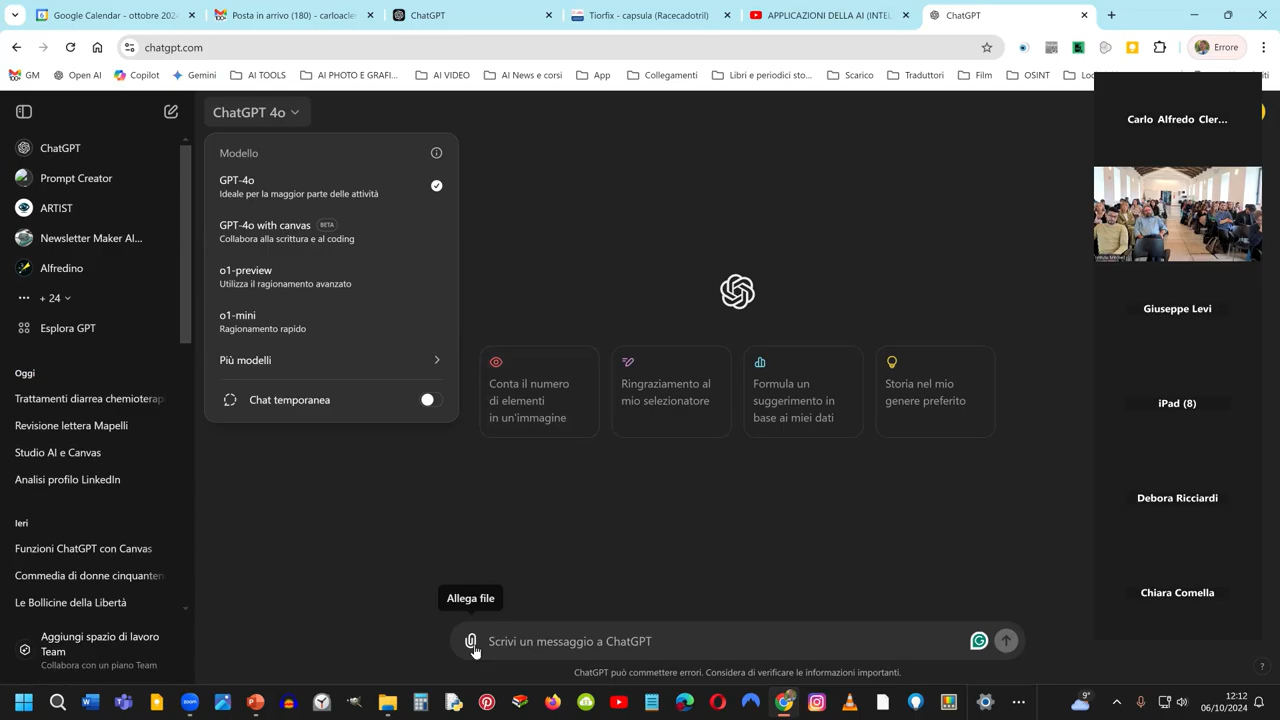 Google Calendar - ottobre 202
Posta in arrivo (180) - carloacler
ChatGPT
Tiorfix - capsula (Racecadotril)
APPLICAZIONI DELLA AI (INTEL
ChatGPT
chatgpt.com
Errore
GM
Open AI
Copilot
Gemini
AI TOOLS
AI PHOTO E GRAFI...
AI VIDEO
AI News e corsi
App
Collegamenti
Libri e periodici sto...
Scarico
Traduttori
Film
OSINT
ChatGPT 4o
ChatGPT
Prompt Creator
ARTIST
Newsletter Maker AI...
Alfredino
+ 24
Esplora GPT
Oggi
Trattamenti diarrea chemioterap
Revisione lettera Mapelli
Studio AI e Canvas
Analisi profilo LinkedIn
Ieri
Funzioni ChatGPT con Canvas
Commedia di donne cinquanten
Le Bollicine della Libertà
Aggiungi spazio di lavoro
Team
Collabora con un piano Team
Modello
GPT-4o
Ideale per la maggior parte delle attività
GPT-4o with canvas BETA
Collabora alla scrittura e al coding
o1-preview
Utilizza il ragionamento avanzato
o1-mini
Ragionamento rapido
Più modelli
Chat temporanea
Conta il numero
di elementi
in un'immagine
Ringraziamento al
mio selezionatore
Formula un
suggerimento in
base ai miei dati
Storia nel mio
genere preferito
Allega file
Scrivi un messaggio a ChatGPT
ChatGPT può commettere errori. Considera di verificare le informazioni importanti.
Carlo Alfredo Cler...
Giuseppe Levi
iPad (8)
Debora Ricciardi
Chiara Comella
?
zoom
9°
12:12
06/10/2024